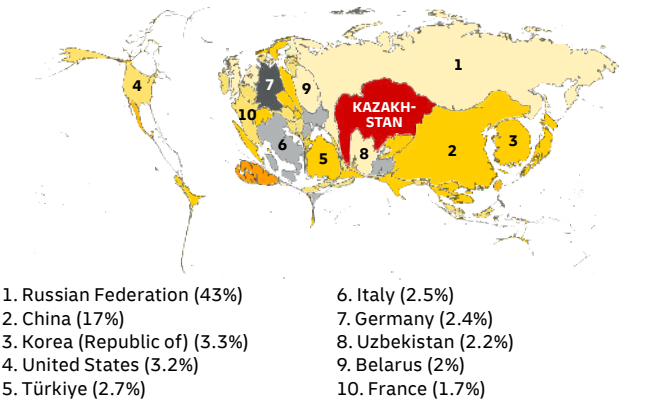 1
4
7
9
KAZAKH-
STAN
10
3
6
5
8
2
1. Russian Federation (43%)
2. China (17%)
3. Korea (Republic of) (3.3%)
4. United States (3.2%)
5. Türkiye (2.7%)
6. Italy (2.5%)
7. Germany (2.4%)
8. Uzbekistan (2.2%)
9. Belarus (2%)
10. France (1.7%)